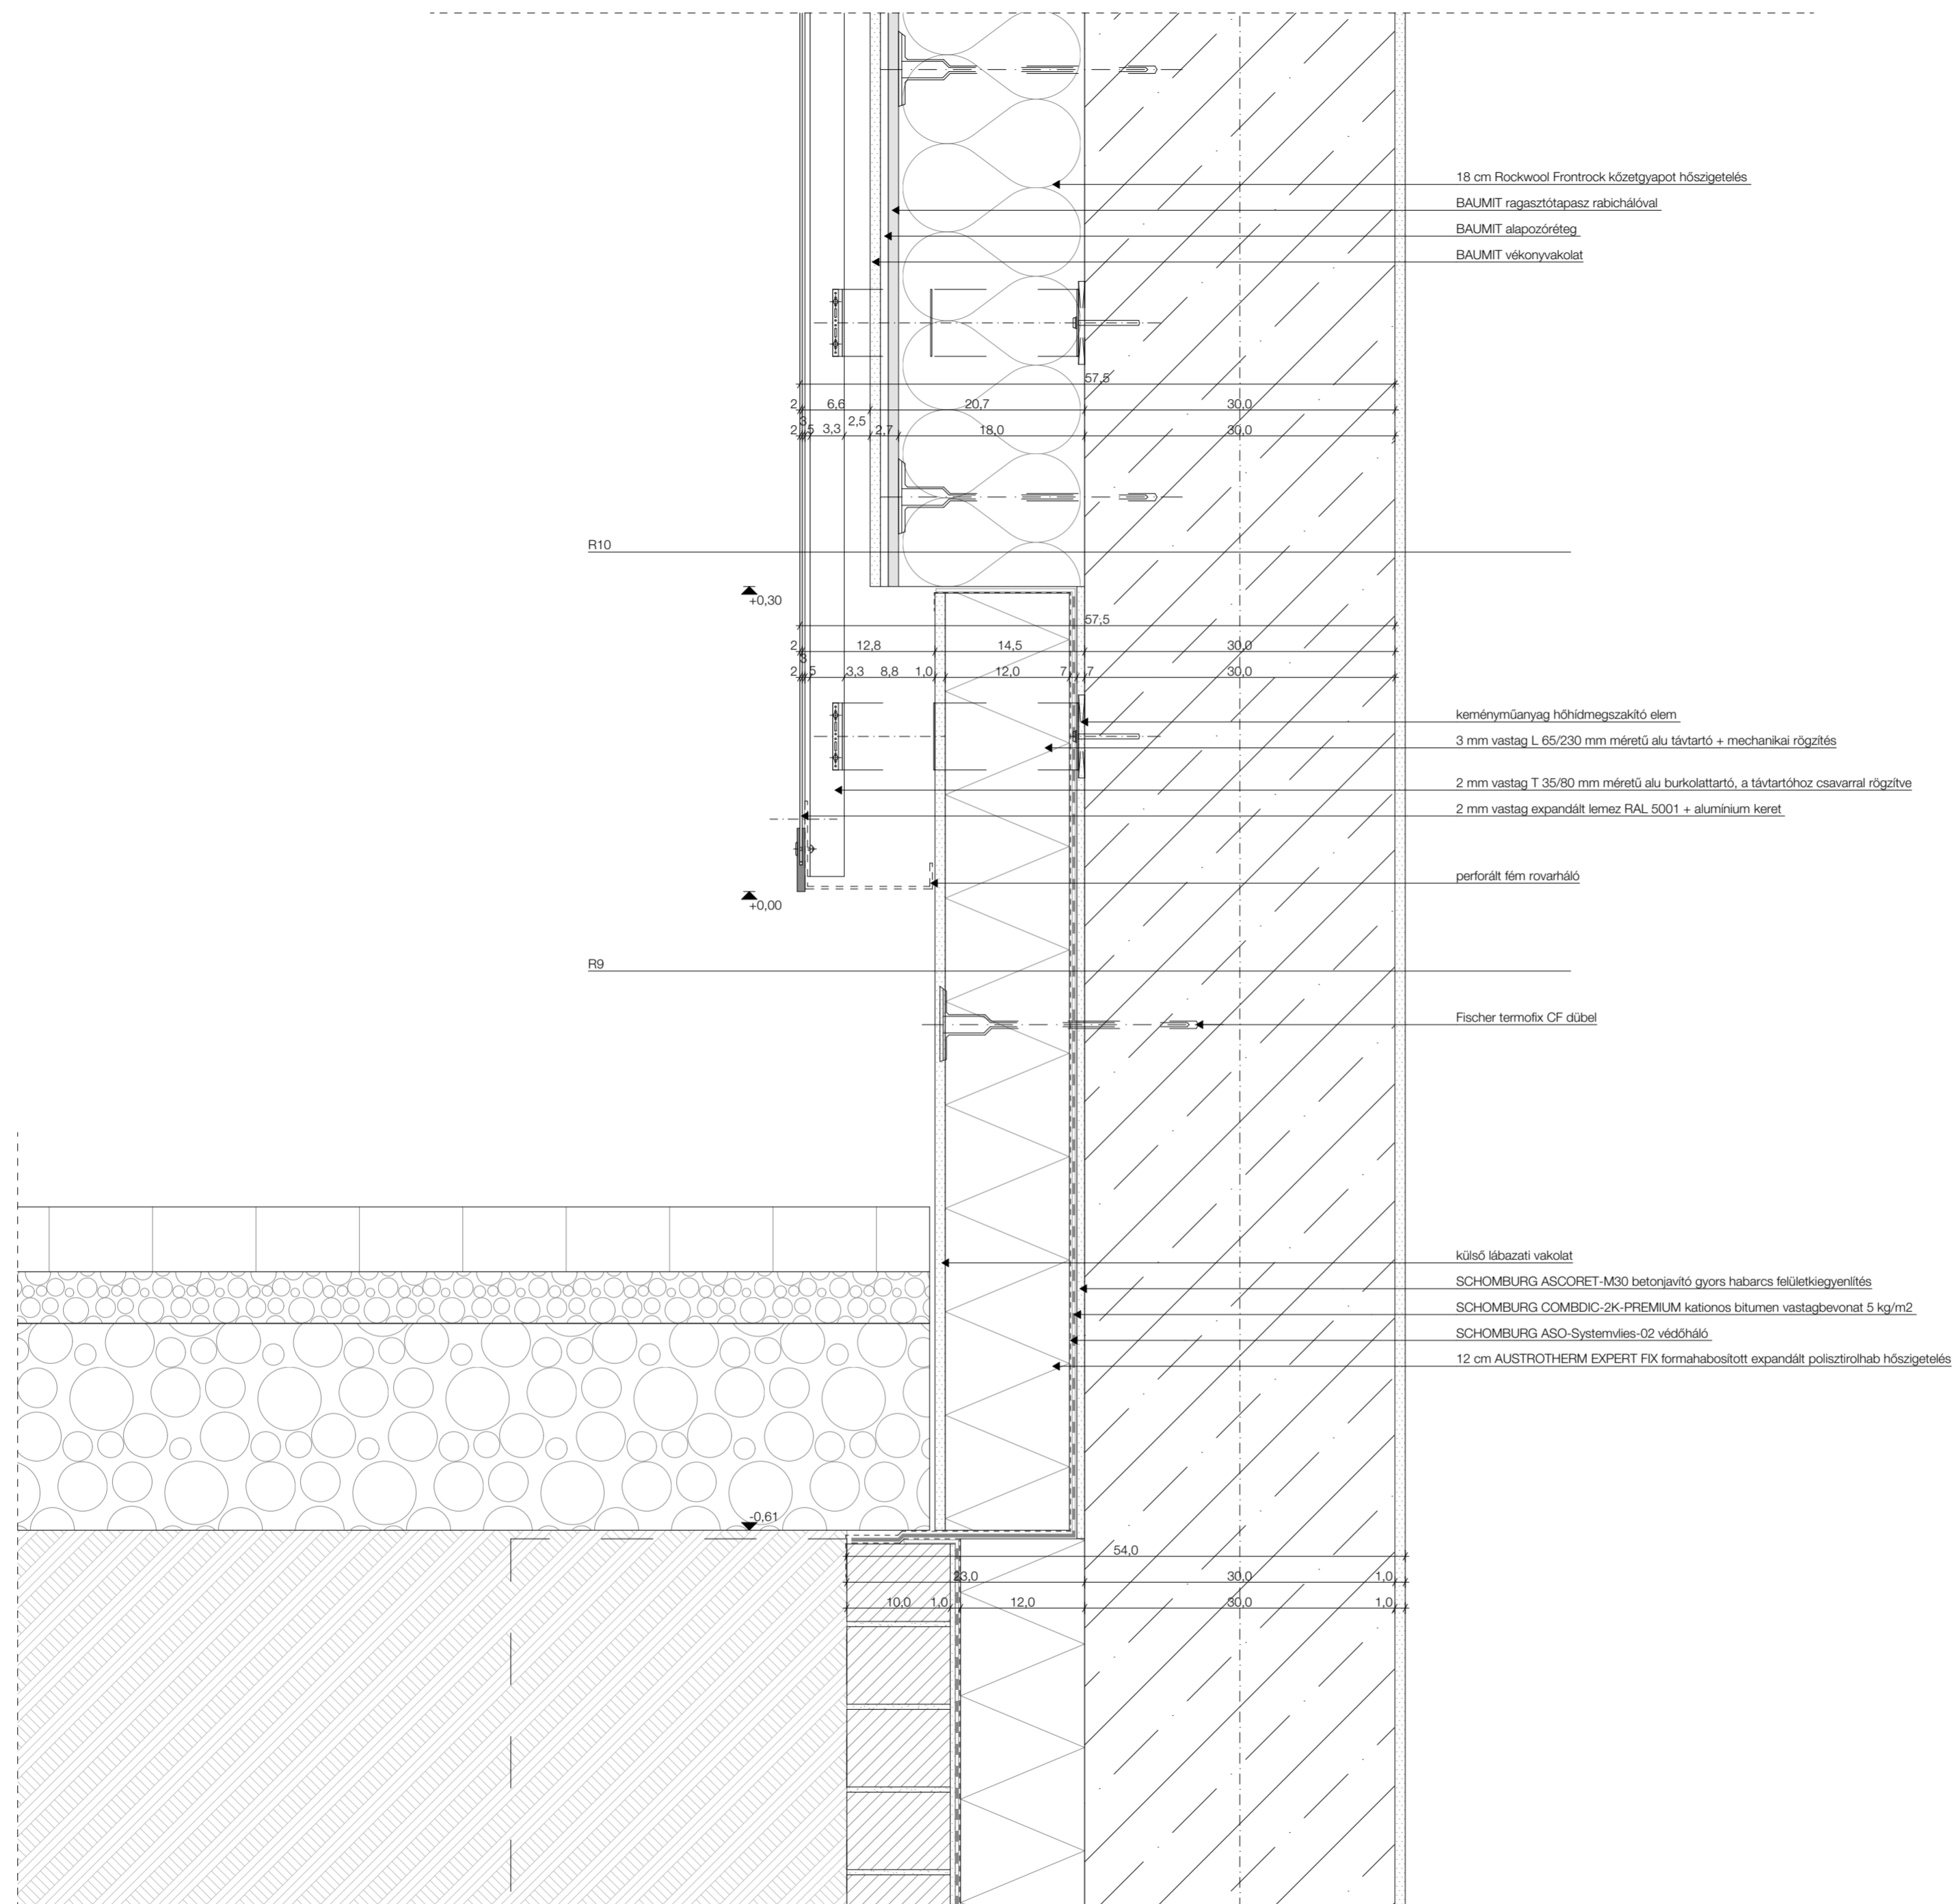 18 cm Rockwool Frontrock kőzetgyapot hőszigetelés
BAUMIT ragasztótapasz rabichálóval
BAUMIT alapozóréteg
BAUMIT vékonyvakolat
57,5
2 6,6 20,7 30,0
2 3 5 3,3 2,5 2,7 18,0 30,0
R10
+0,30
57,5
2 12,8 14,5 30,0
2 3 5 3,3 8,8 1,0 12,0 7 7 30,0
keményműanyag hőhídmegszakító elem
3 mm vastag L 65/230 mm méretű alu távtartó + mechanikai rögzítés
2 mm vastag T 35/80 mm méretű alu burkolattartó, a távtartóhoz csavarral rögzítve
2 mm vastag expandált lemez RAL 5001 + alumínium keret
perforált fém rovarháló
+0,00
R9
Fischer termofix CF dübel
külső lábazati vakolat
SCHOMBURG ASCORET-M30 betonjavító gyors habarcs felületkiegyenlítés
SCHOMBURG COMBDIC-2K-PREMIUM kationos bitumen vastagbevonat 5 kg/m2
SCHOMBURG ASO-Systemvlies-02 védőháló
12 cm AUSTROTHERM EXPERT FIX formahabosított expandált polisztirolhab hőszigetelés
-0,61
54,0
23,0 30,0 1,0
10,0 1,0 12,0 30,0 1,0